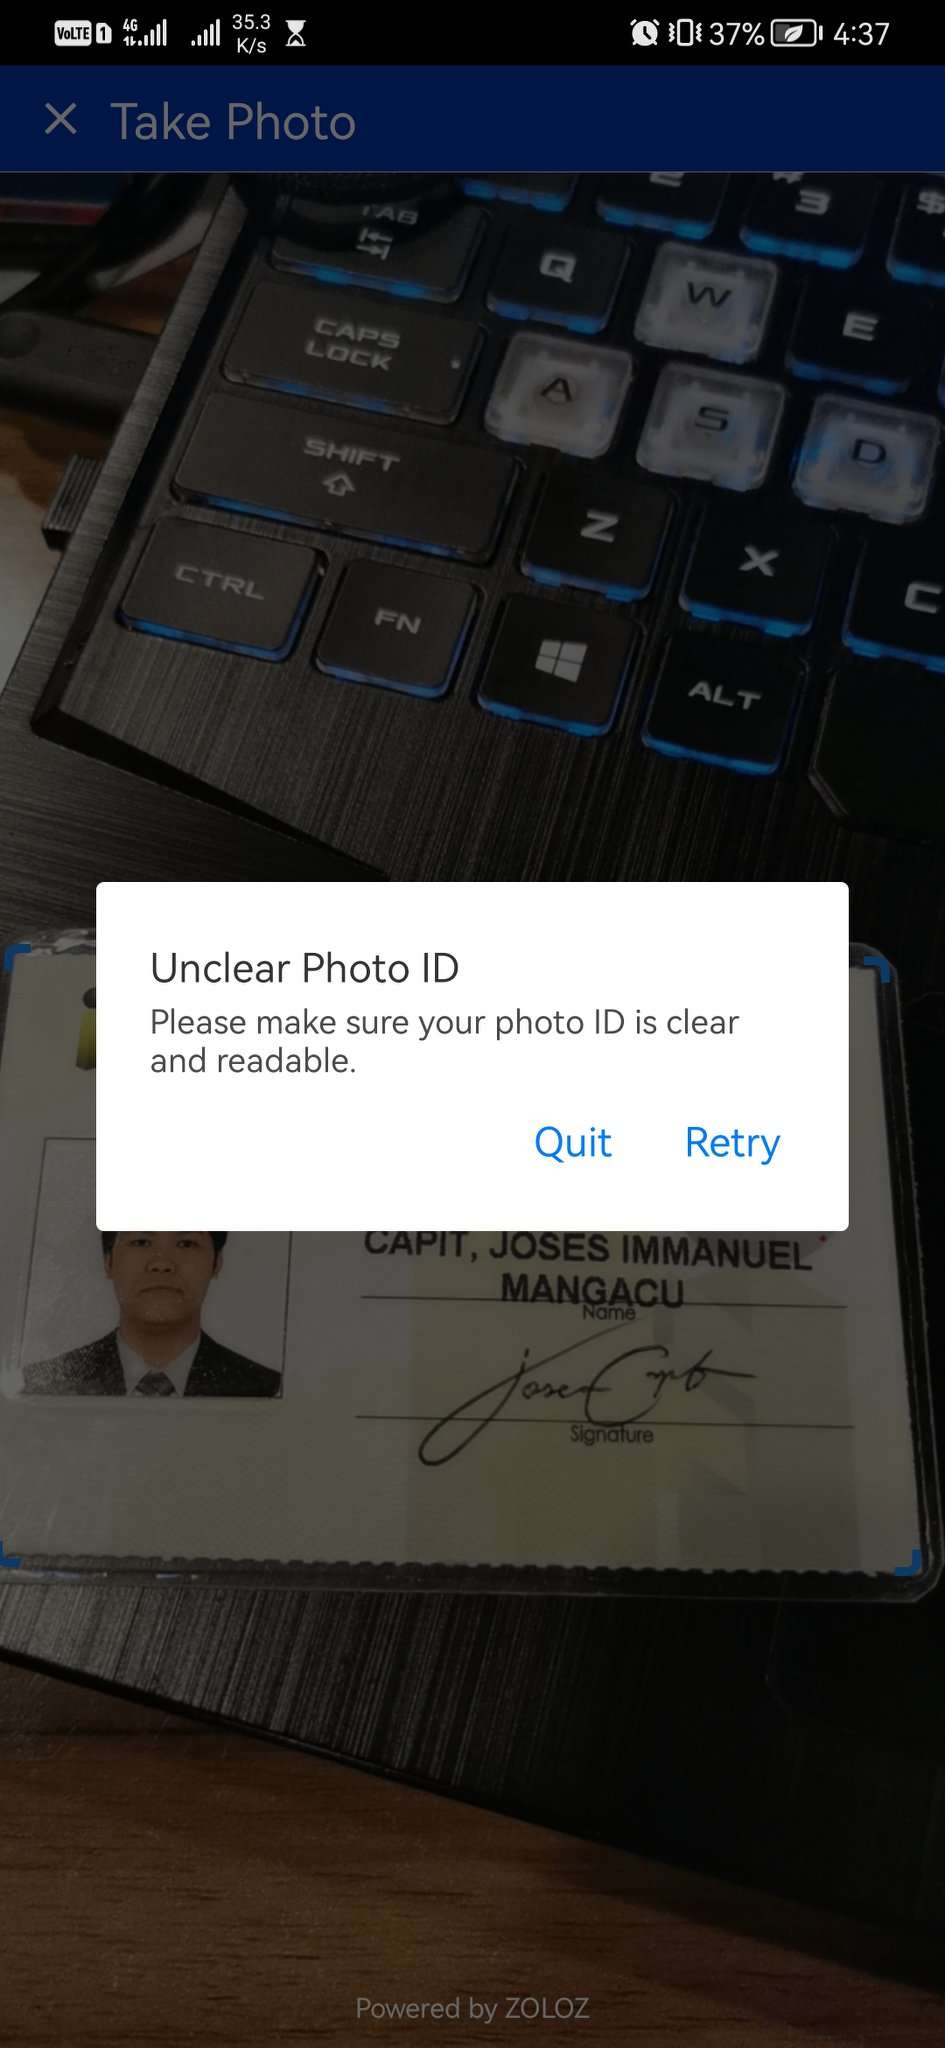 VoLTE 1 4G 35.3 K/s 37% 4:37
Take Photo
TAB
Q W E 2 3 $
CAPS LOCK
A S D
SHIFT
Z X C
CTRL
FN
ALT
Unclear Photo ID
Please make sure your photo ID is clear
and readable.
Quit Retry
CAPIT, JOSES IMMANUEL
MANGACU
Name
Joses Capit
Signature
Powered by ZOLOZ